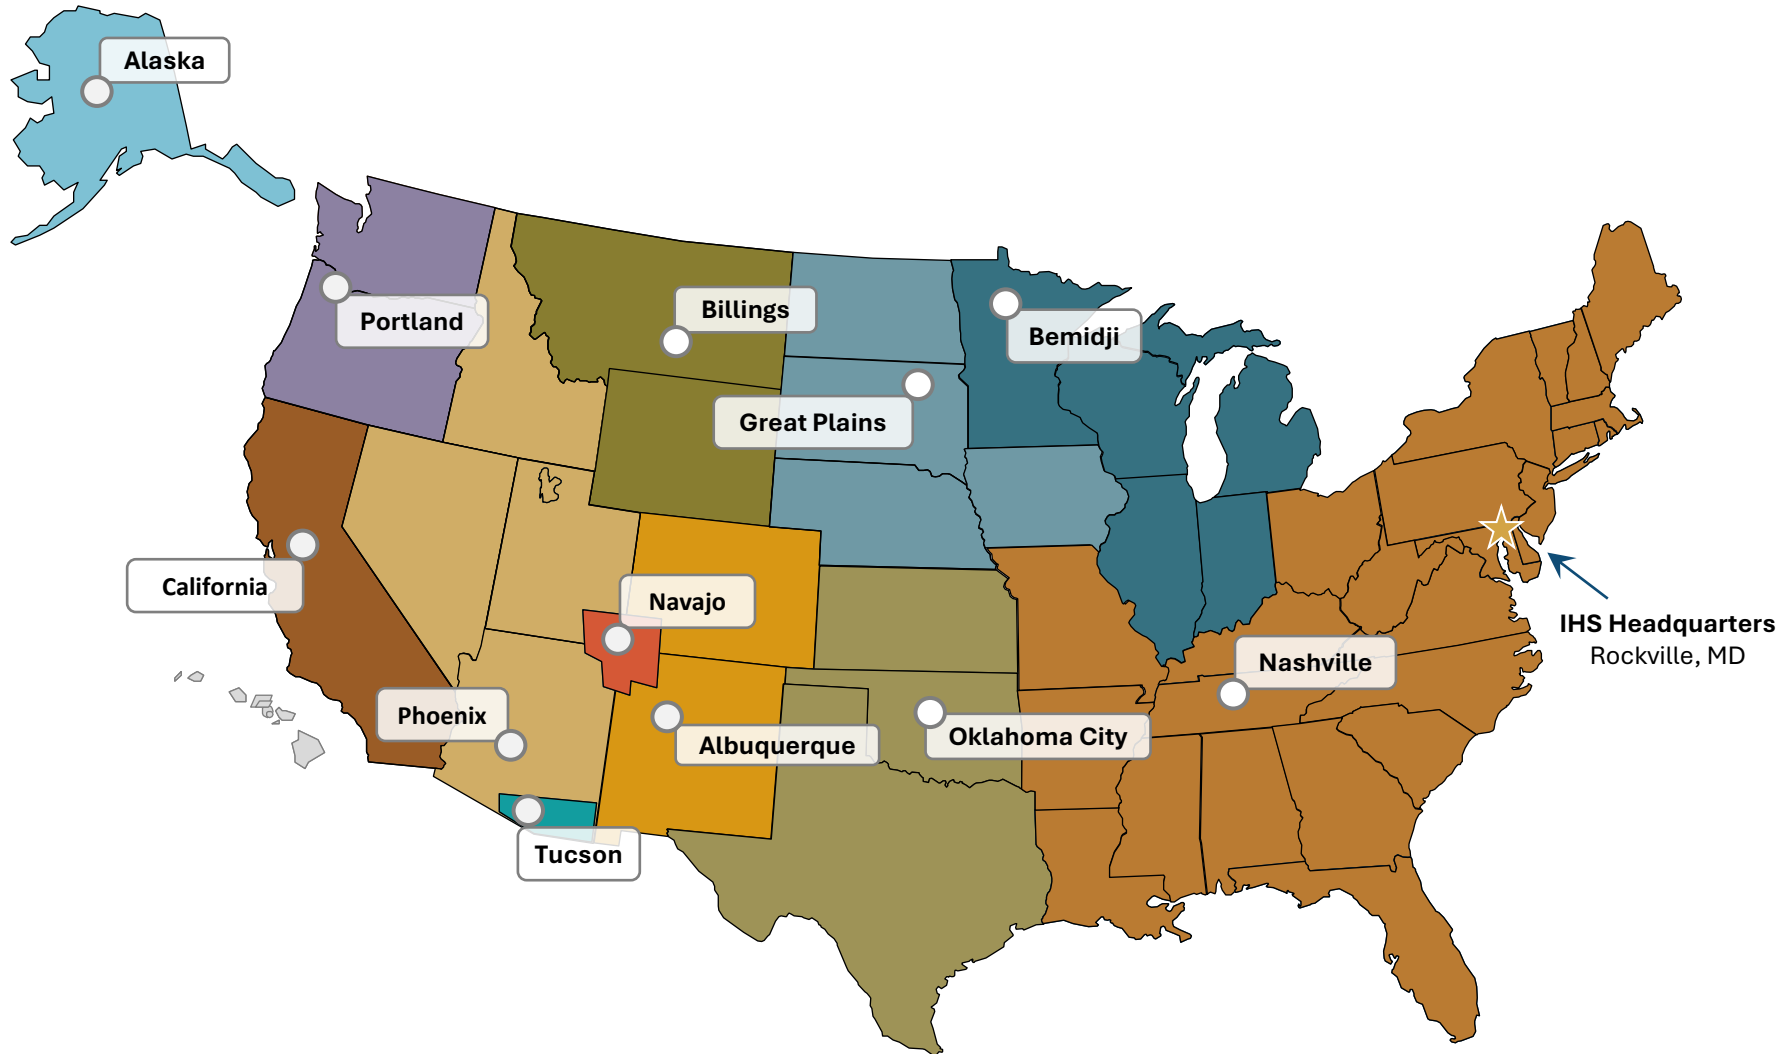 Alaska
Portland
Billings
Bemidji
Great Plains
California
Navajo
IHS Headquarters
Rockville, MD
Nashville
Phoenix
Albuquerque
Oklahoma City
Tucson